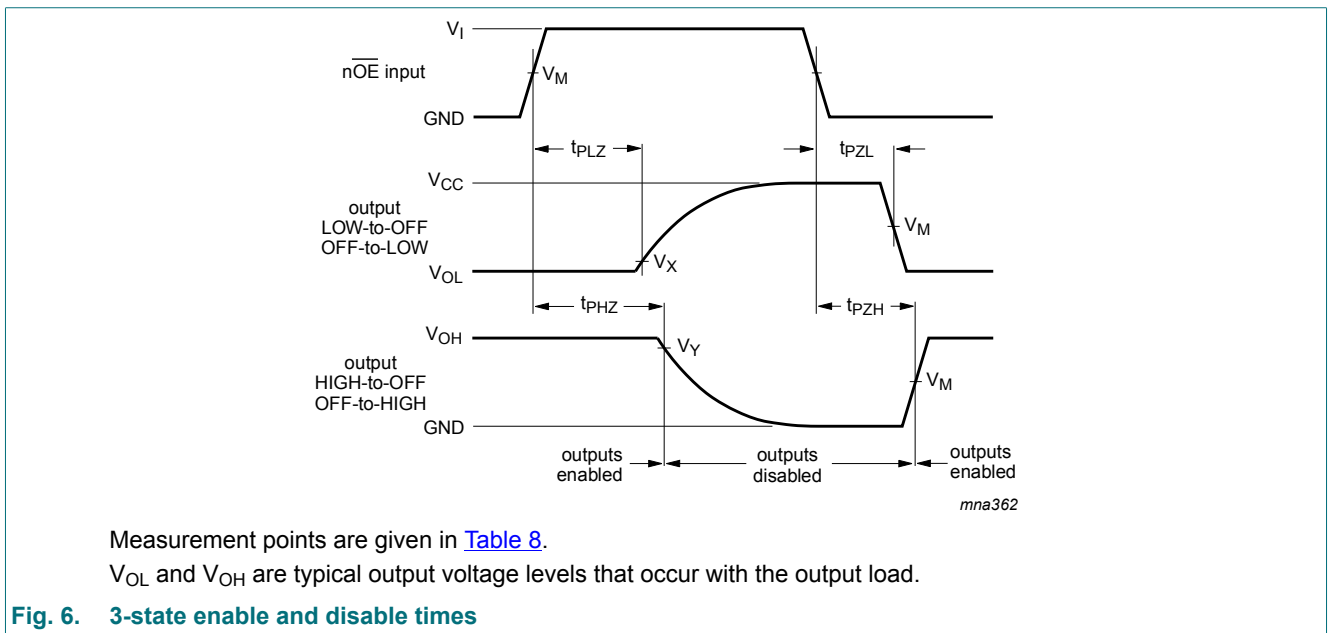 V_I
nOE input
V_M
GND
t_PLZ
t_PZL
V_CC
output
LOW-to-OFF
OFF-to-LOW
V_M
V_X
V_OL
t_PHZ
t_PZH
V_OH
V_Y
output
HIGH-to-OFF
OFF-to-HIGH
V_M
GND
outputs
enabled
outputs
disabled
outputs
enabled
mna362
Measurement points are given in Table 8.
V_OL and V_OH are typical output voltage levels that occur with the output load.
Fig. 6. 3-state enable and disable times